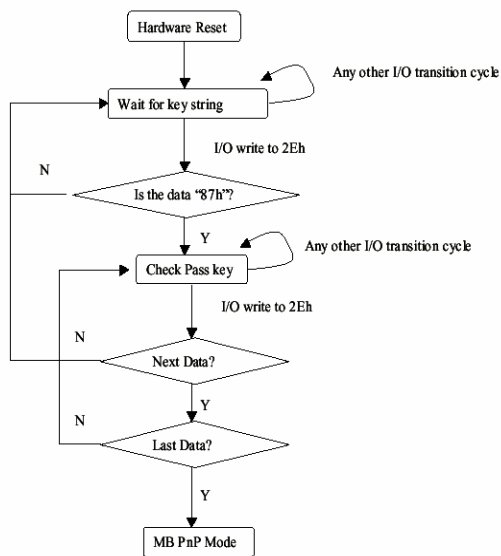 Hardware Reset
Any other I/O transition cycle
Wait for key string
I/O write to 2Eh
N
Is the data “87h”?
Y
Any other I/O transition cycle
Check Pass key
I/O write to 2Eh
N
Next Data?
Y
N
Last Data?
Y
MB PnP Mode